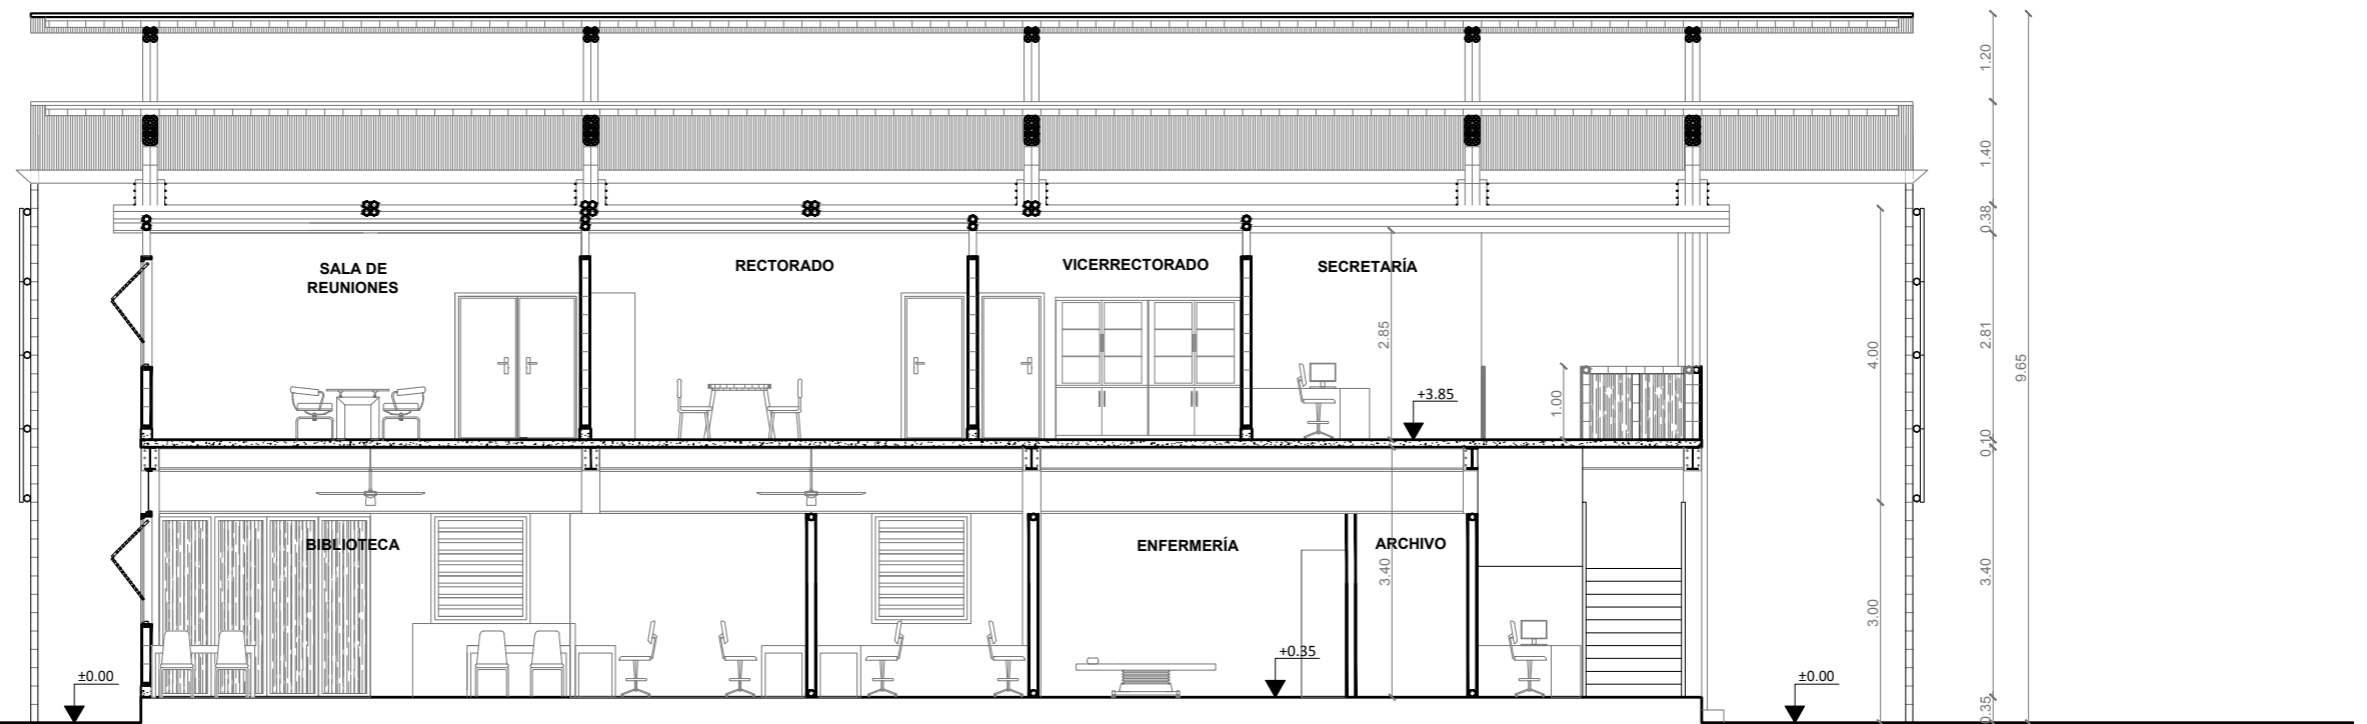 1.20
1.40
0.38
SALA DE
REUNIONES
RECTORADO
VICERRECTORADO
SECRETARÍA
2.85
1.00
+3.85
4.00
2.81
9.65
0.10
BIBLIOTECA
ENFERMERÍA
ARCHIVO
3.40
3.00
3.40
+0.35
±0.00
±0.00
0.35